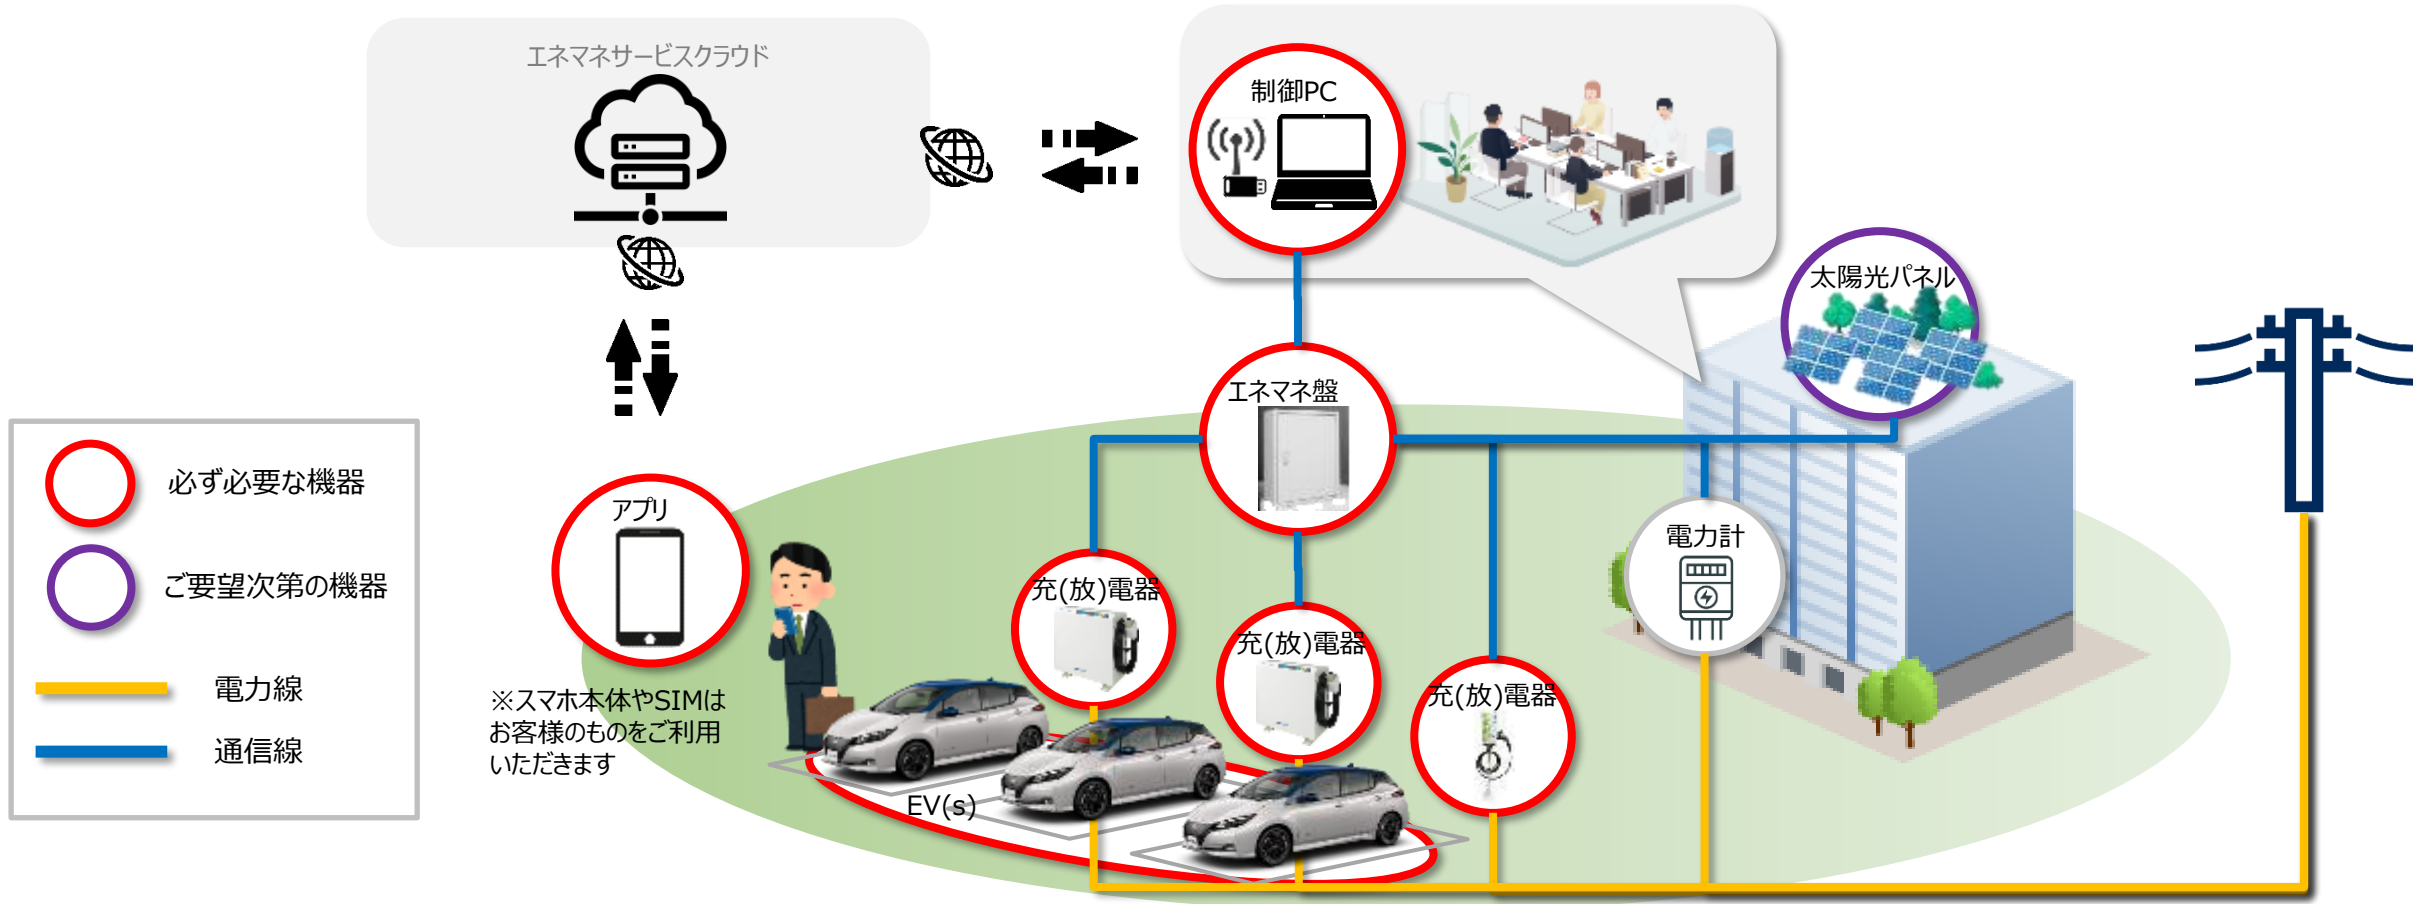 エネマネサービスクラウド
制御PC
太陽光パネル
エネマネ盤
必ず必要な機器
アプリ
電力計
ご要望次第の機器
充(放)電器
充(放)電器
充(放)電器
電力線
※スマホ本体やSIMは
お客様のものをご利用
いただきます
通信線
EV(s)